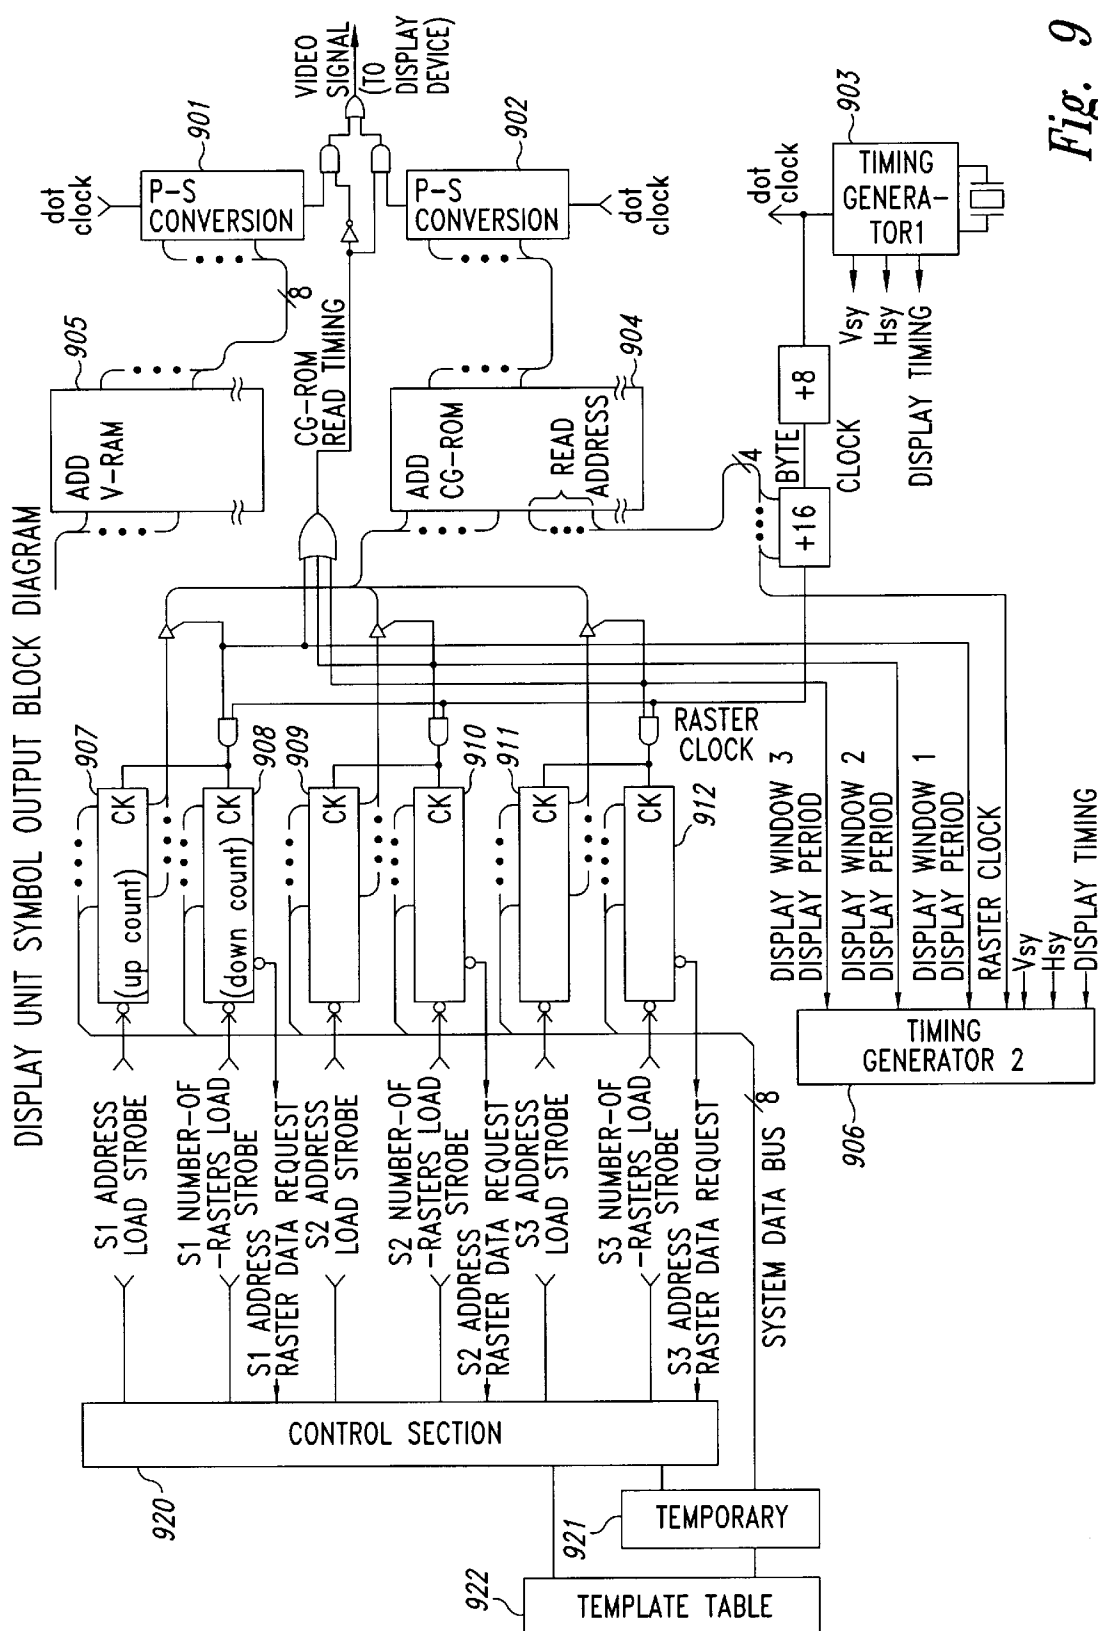 DISPLAY UNIT SYMBOL OUTPUT BLOCK DIAGRAM
922
TEMPLATE TABLE
921
TEMPORARY
920
CONTROL SECTION
S1 ADDRESS
LOAD STROBE
S1 NUMBER-OF
-RASTERS LOAD
STROBE
S1 ADDRESS
RASTER DATA REQUEST
S2 ADDRESS
LOAD STROBE
S2 NUMBER-OF
-RASTERS LOAD
STROBE
S2 ADDRESS
RASTER DATA REQUEST
S3 ADDRESS
LOAD STROBE
S3 NUMBER-OF
-RASTERS LOAD
STROBE
S3 ADDRESS
RASTER DATA REQUEST
SYSTEM DATA BUS
8
907
(up count)
CK
908
(down count)
CK
909
CK
910
CK
911
CK
912
CK
RASTER
CLOCK
906
TIMING
GENERATOR 2
DISPLAY WINDOW 3
DISPLAY PERIOD
DISPLAY WINDOW 2
DISPLAY PERIOD
DISPLAY WINDOW 1
DISPLAY PERIOD
RASTER CLOCK
Vsy
Hsy
DISPLAY TIMING
905
ADD
V-RAM
8
CG-ROM
READ TIMING
904
ADD
CG-ROM
READ
ADDRESS
4
+16
BYTE
CLOCK
+8
dot
clock
901
P-S
CONVERSION
902
P-S
CONVERSION
dot
clock
VIDEO
SIGNAL
(TO
DISPLAY
DEVICE)
dot
clock
903
TIMING
GENERA-
TOR1
Vsy
Hsy
DISPLAY TIMING
Fig. 9